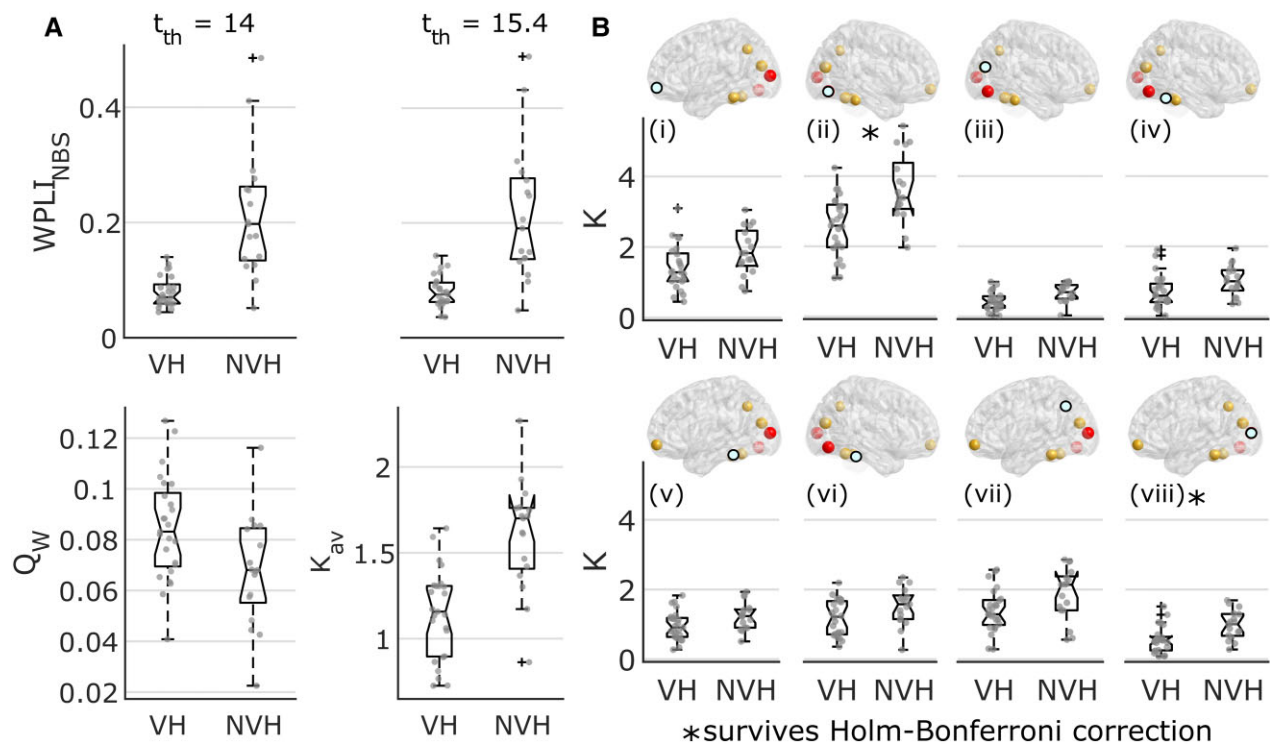 A
t_th = 14
t_th = 15.4
WPLI_NBS
0.4
0.2
0
VH NVH
VH NVH
Q_W
0.12
0.1
0.08
0.06
0.04
0.02
VH NVH
K_av
2
1.5
1
VH NVH
B
(i)
(ii) *
(iii)
(iv)
K
4
2
0
VH NVH
VH NVH
VH NVH
VH NVH
(v)
(vi)
(vii)
(viii)*
K
4
2
0
VH NVH
VH NVH
VH NVH
VH NVH
*survives Holm-Bonferroni correction